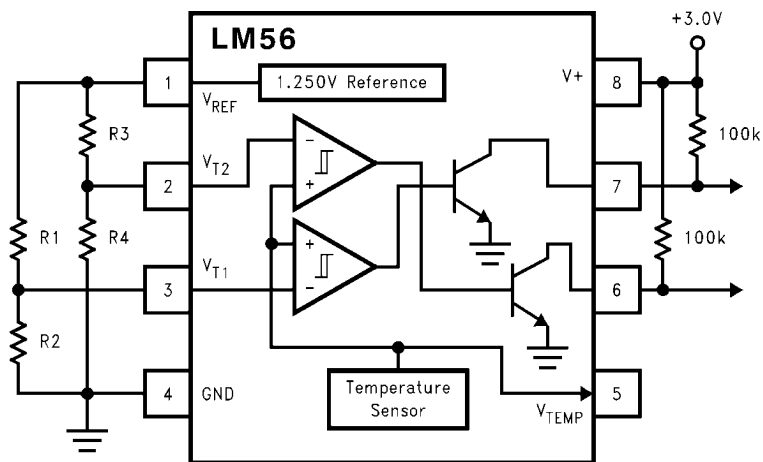 LM56
+3.0V
1
VREF
1.250V Reference
V+
8
R3
100k
2
VT2
−
+
7
R1
R4
100k
3
VT1
+
−
6
R2
4
GND
Temperature
Sensor
VTEMP
5